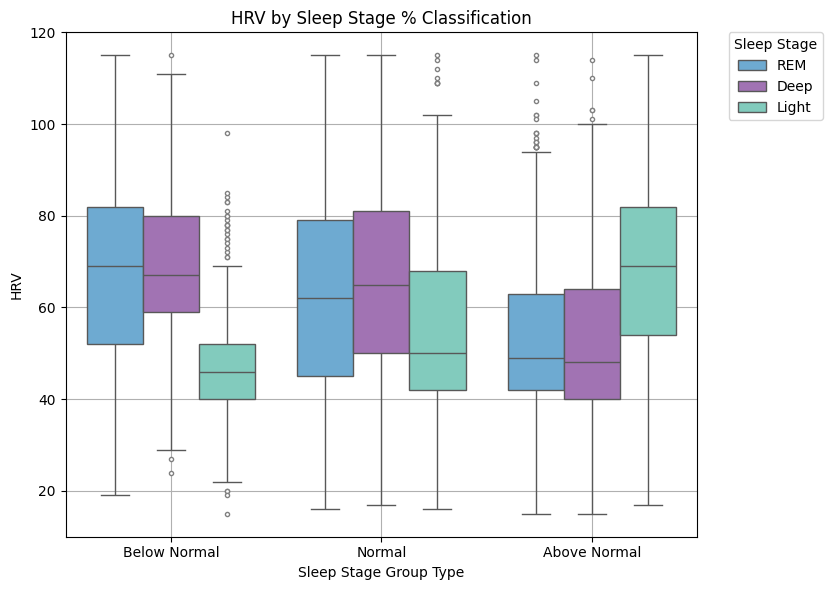 HRV by Sleep Stage % Classification
Sleep Stage
REM
Deep
Light
120
100
80
60
40
20
HRV
Below Normal
Normal
Above Normal
Sleep Stage Group Type